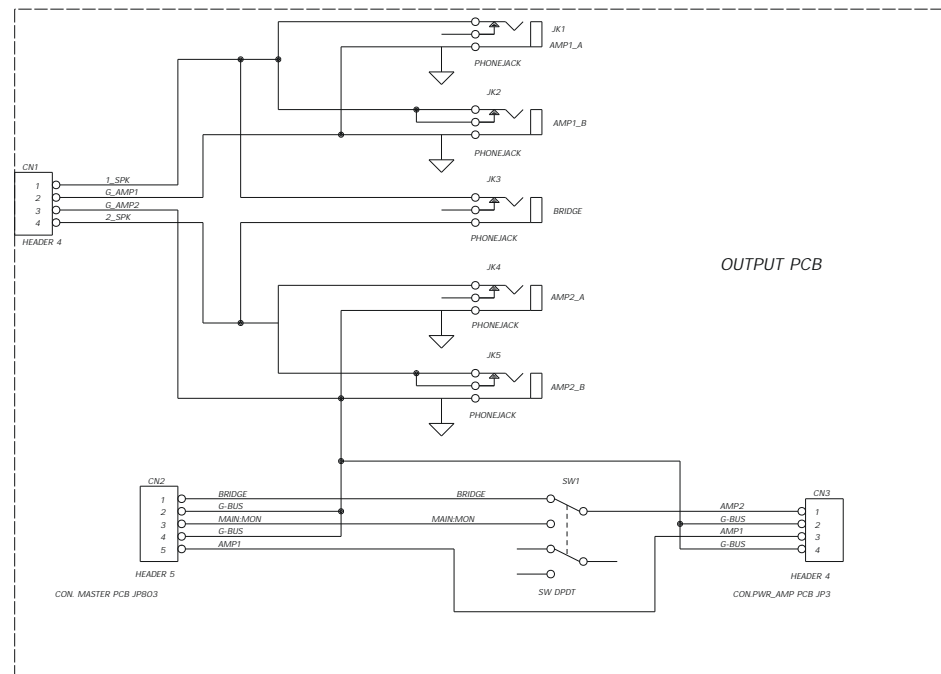 JK1
AMP1_A
PHONEJACK
JK2
AMP1_B
PHONEJACK
CN1
1 1_SPK
2 G_AMP1
3 G_AMP2
4 2_SPK
HEADER 4
JK3
BRIDGE
PHONEJACK
OUTPUT PCB
JK4
AMP2_A
PHONEJACK
JK5
AMP2_B
PHONEJACK
CN2
1 BRIDGE BRIDGE
2 G-BUS
3 MAIN:MON MAIN:MON
4 G-BUS
5 AMP1
HEADER 5
CON. MASTER PCB JP803
SW1
SW DPDT
CN3
AMP2 1
G-BUS 2
AMP1 3
G-BUS 4
HEADER 4
CON.PWR_AMP PCB JP3